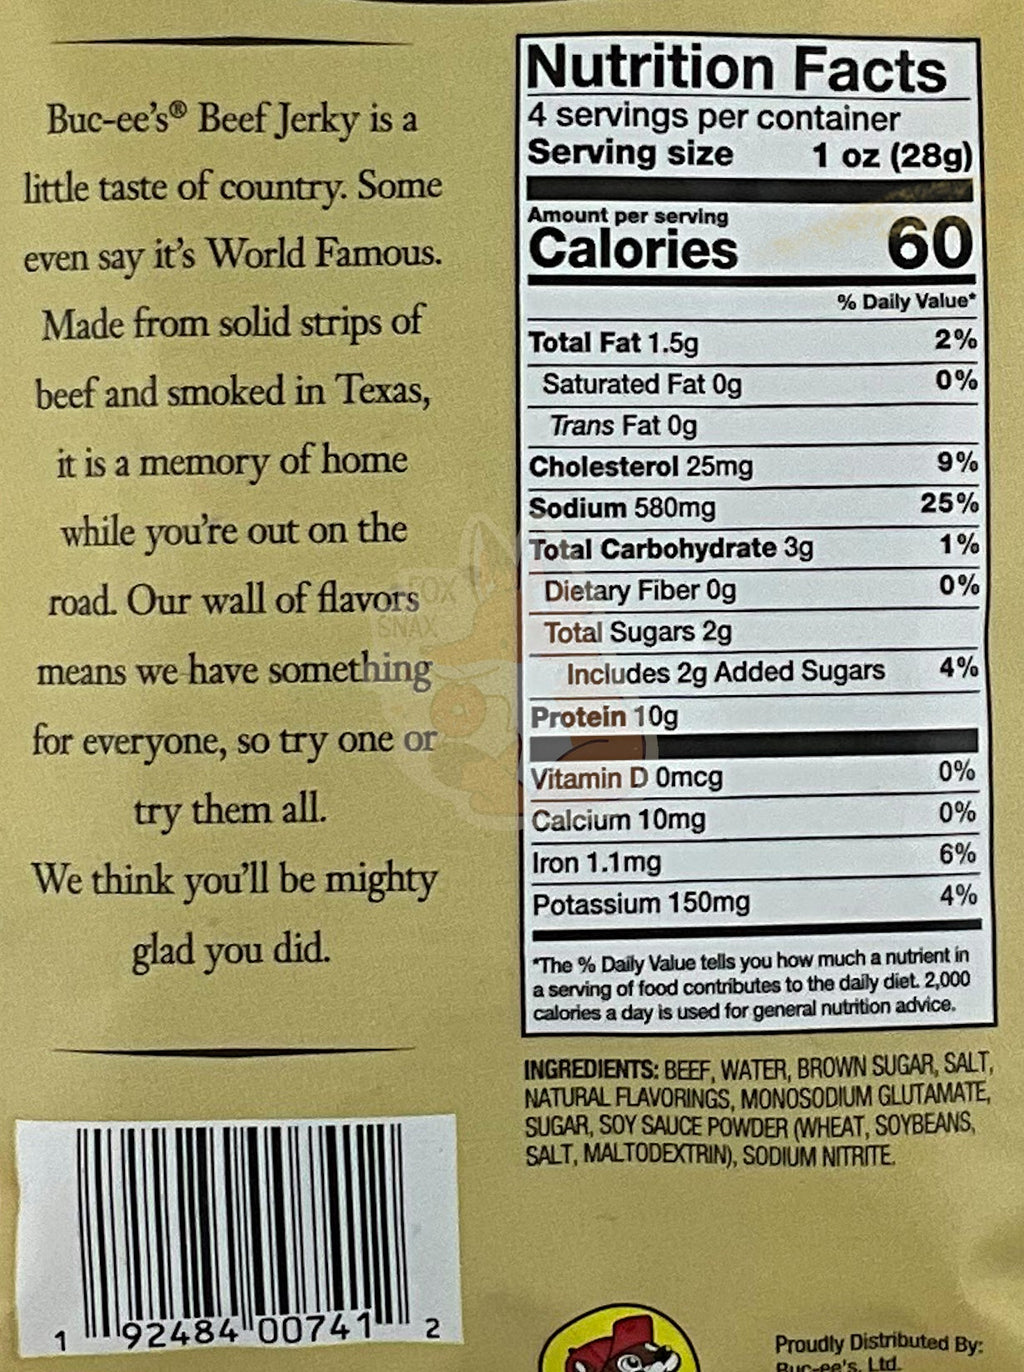 Buc-ee's® Beef Jerky is a
little taste of country. Some
even say it's World Famous.
Made from solid strips of
beef and smoked in Texas,
it is a memory of home
while you're out on the
road. Our wall of flavors
means we have something
for everyone, so try one or
try them all.
We think you'll be mighty
glad you did.
1 92484 00741 2
Nutrition Facts
4 servings per container
Serving size 1 oz (28g)
Amount per serving
Calories 60
% Daily Value*
Total Fat 1.5g 2%
Saturated Fat 0g 0%
Trans Fat 0g
Cholesterol 25mg 9%
Sodium 580mg 25%
Total Carbohydrate 3g 1%
Dietary Fiber 0g 0%
Total Sugars 2g
Includes 2g Added Sugars 4%
Protein 10g
Vitamin D 0mcg 0%
Calcium 10mg 0%
Iron 1.1mg 6%
Potassium 150mg 4%
*The % Daily Value tells you how much a nutrient in
a serving of food contributes to the daily diet. 2,000
calories a day is used for general nutrition advice.
INGREDIENTS: BEEF, WATER, BROWN SUGAR, SALT,
NATURAL FLAVORINGS, MONOSODIUM GLUTAMATE,
SUGAR, SOY SAUCE POWDER (WHEAT, SOYBEANS,
SALT, MALTODEXTRIN), SODIUM NITRITE.
Proudly Distributed By:
Buc-ee's, Ltd.
FOX
SNAX